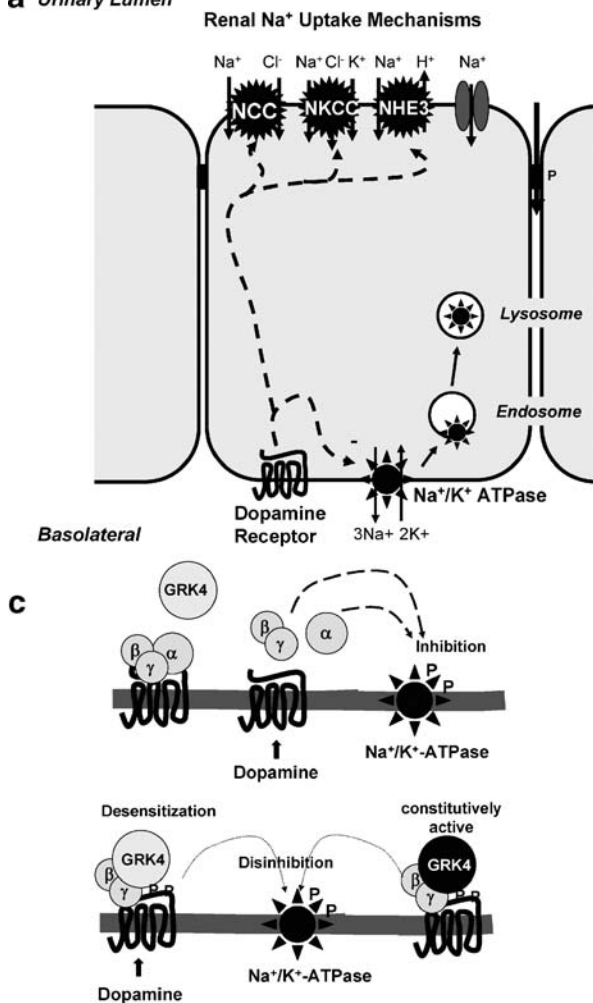 a Urinary Lumen
Renal Na⁺ Uptake Mechanisms
Na⁺ Cl⁻ Na⁺ Cl⁻ K⁺ Na⁺ H⁺ Na⁺
NCC NKCC NHE3
P
Lysosome
Endosome
-
Na⁺/K⁺ ATPase
Dopamine
Receptor
3Na+ 2K+
Basolateral
c
GRK4
β γ α
β γ α
Inhibition
P
P
Na⁺/K⁺-ATPase
Dopamine
Desensitization
constitutively
active
GRK4
GRK4
Disinhibition
β γ
P P
P
P
β γ
P P
Na⁺/K⁺-ATPase
Dopamine